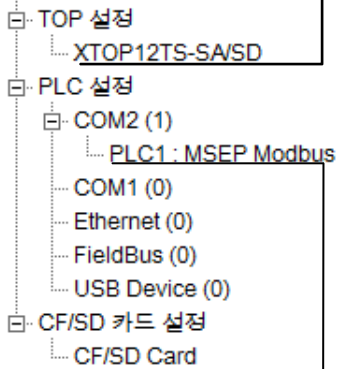 TOP 설정
XTOP12TS-SA/SD
PLC 설정
COM2 (1)
PLC1 : MSEP Modbus
COM1 (0)
Ethernet (0)
FieldBus (0)
USB Device (0)
CF/SD 카드 설정
CF/SD Card